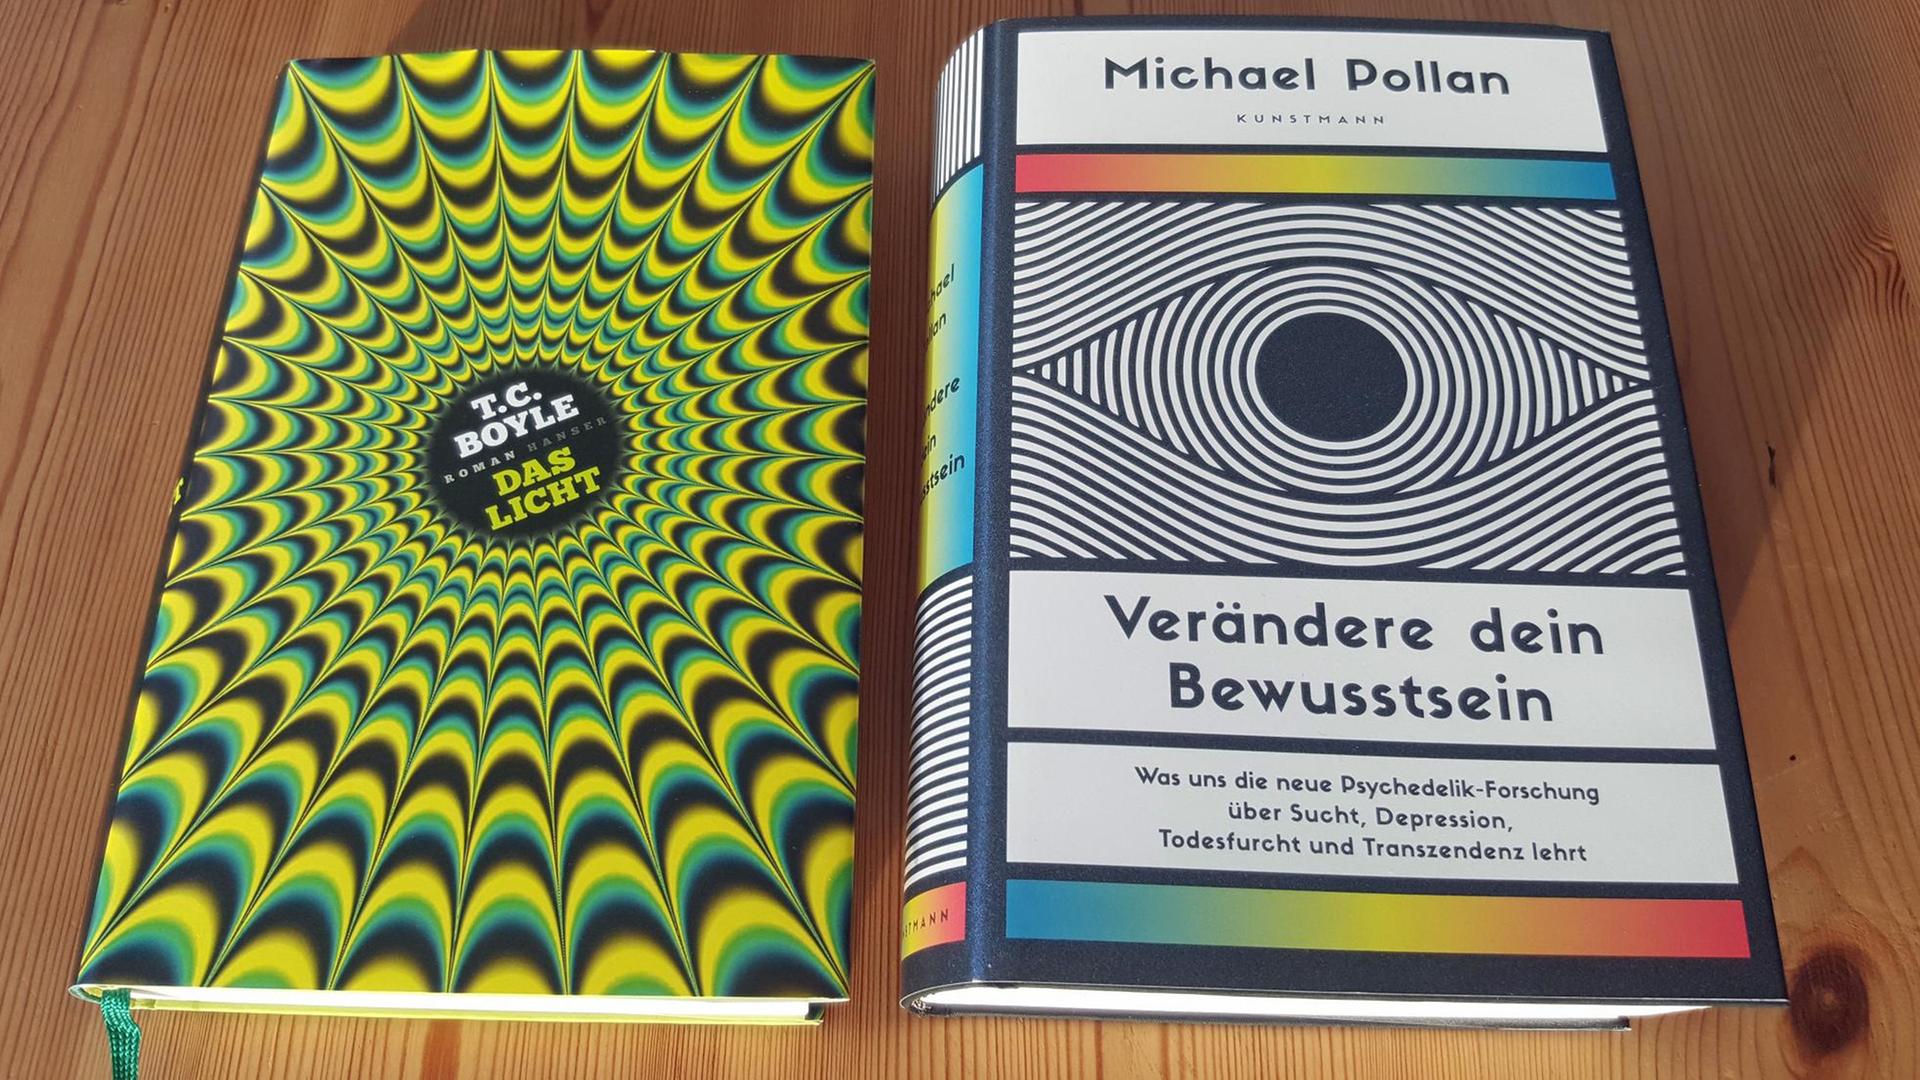 T.C.
BOYLE
ROMAN HANSER
DAS
LICHT
Michael Pollan
KUNSTMANN
Verändere dein
Bewusstsein
Was uns die neue Psychedelik-Forschung
über Sucht, Depression,
Todesfurcht und Transzendenz lehrt